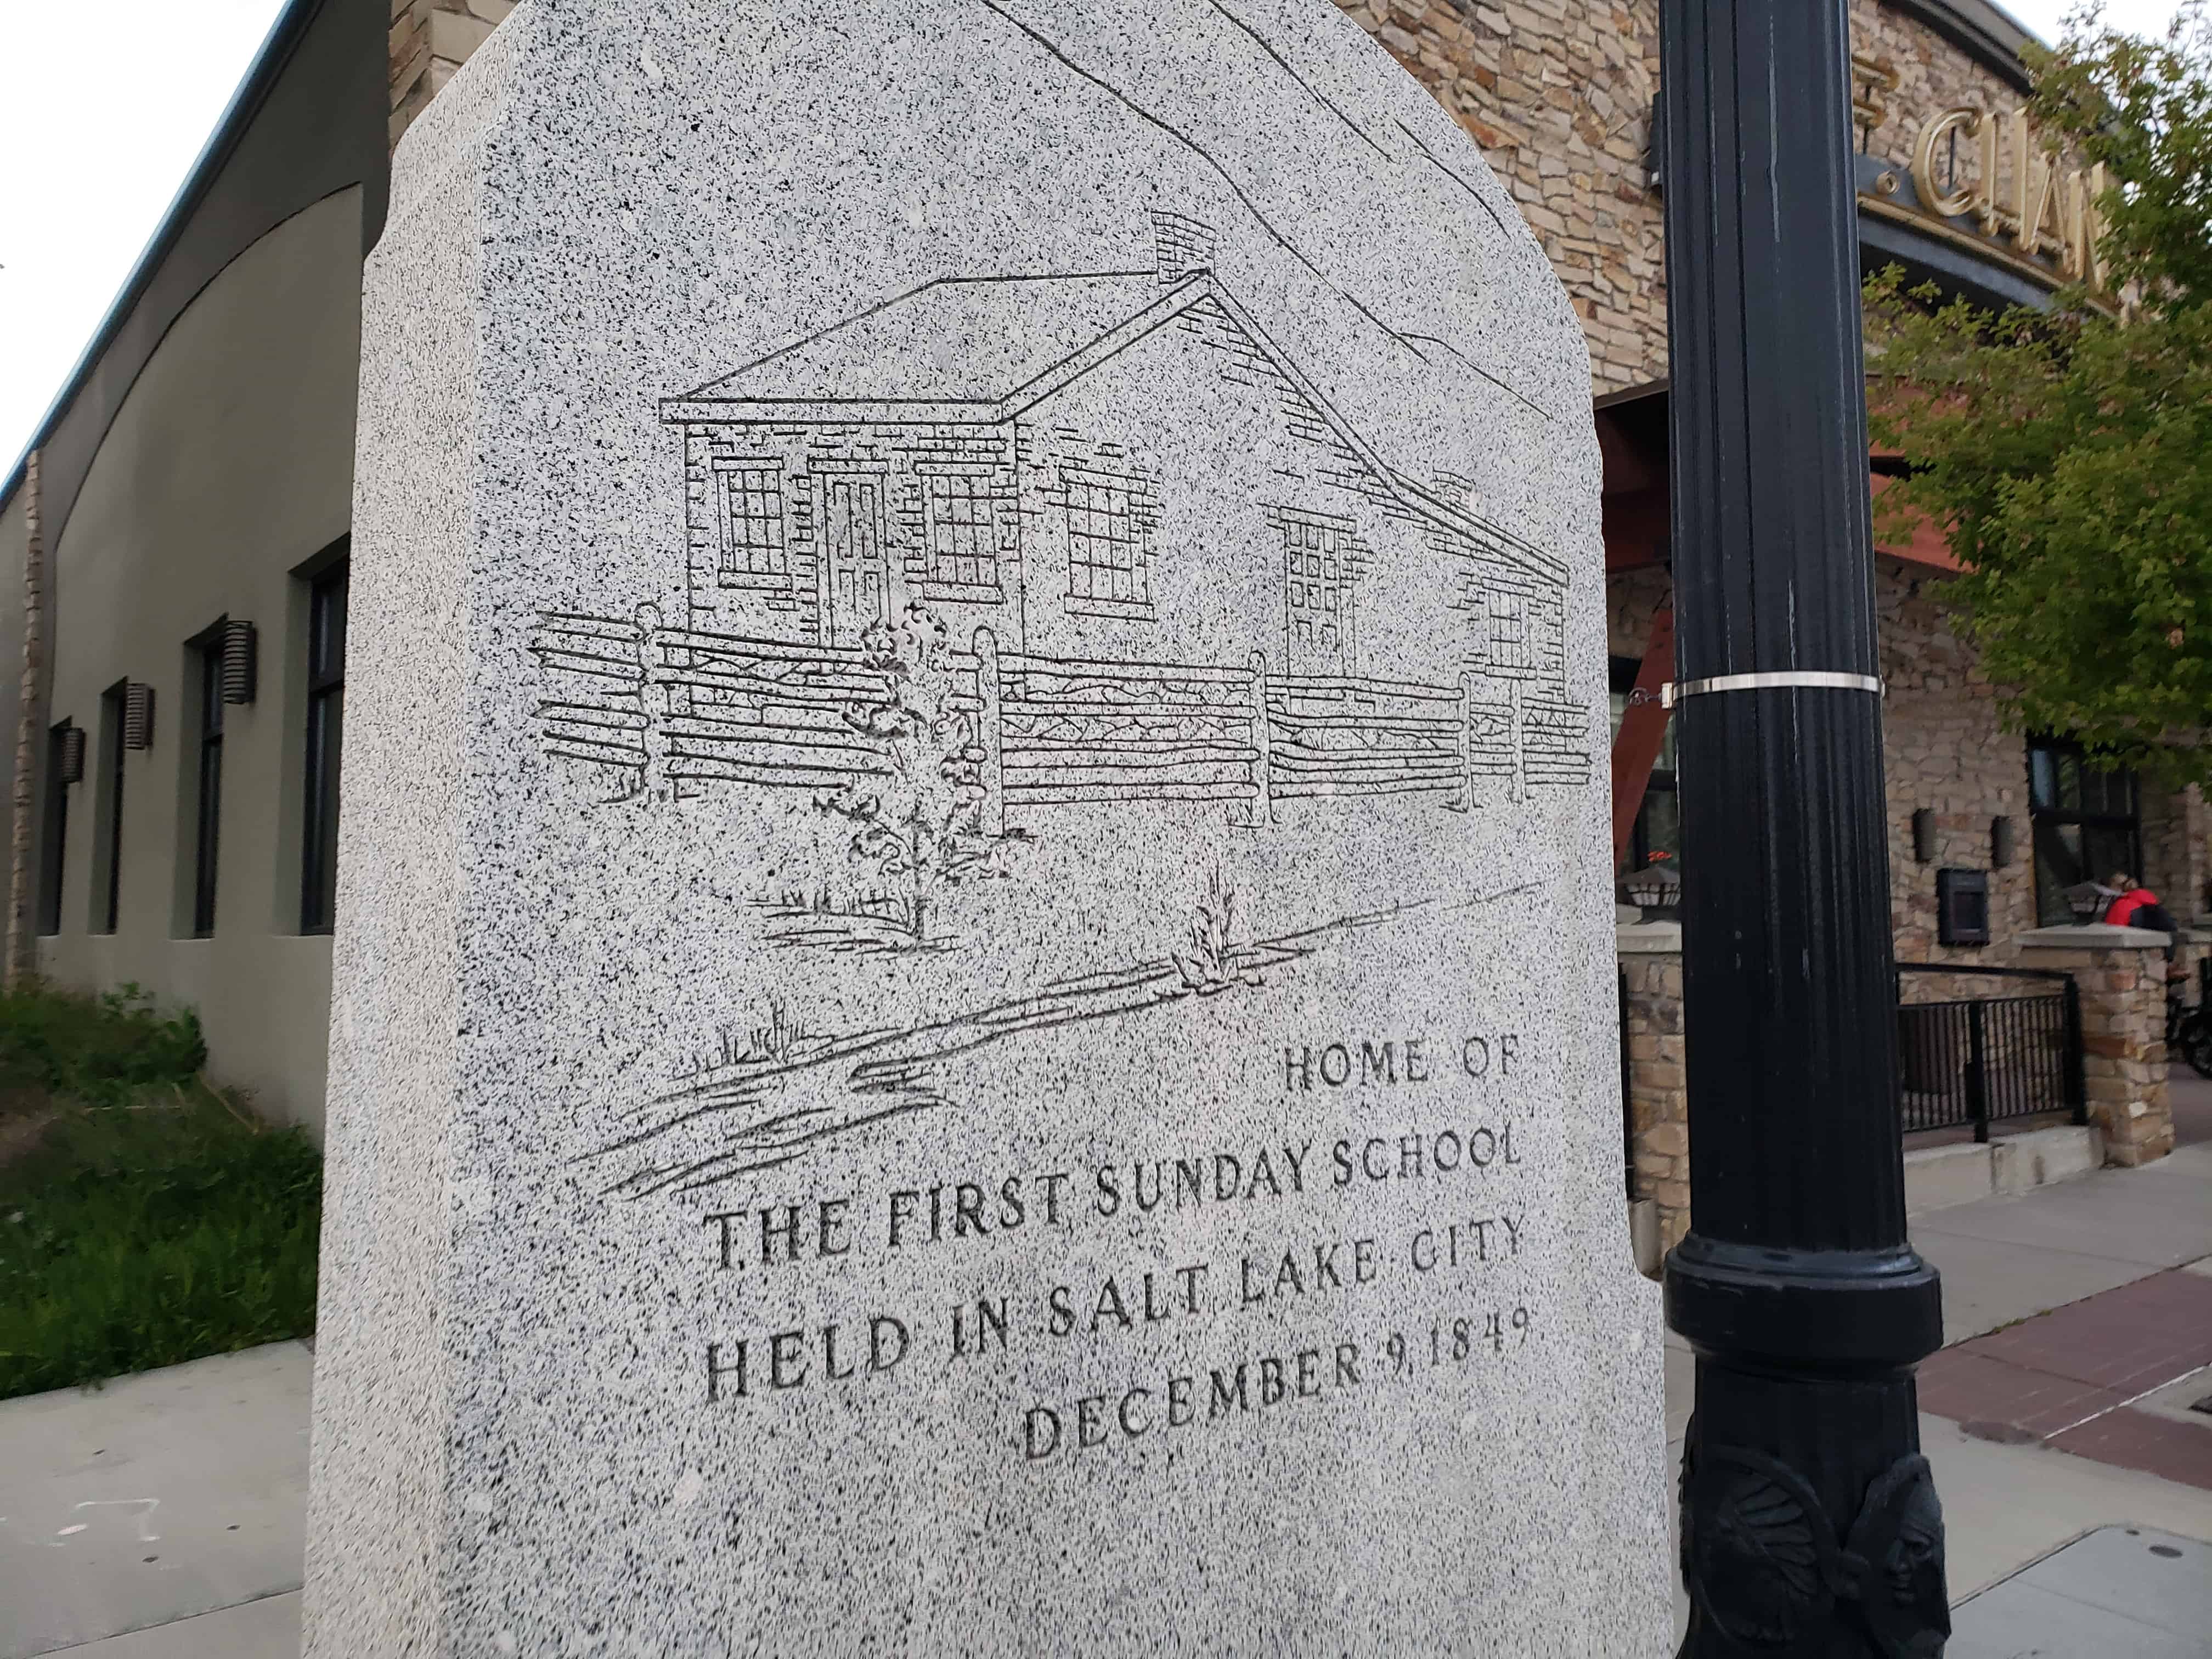 HOME OF
THE FIRST SUNDAY SCHOOL
HELD IN SALT LAKE CITY
DECEMBER 9, 1849